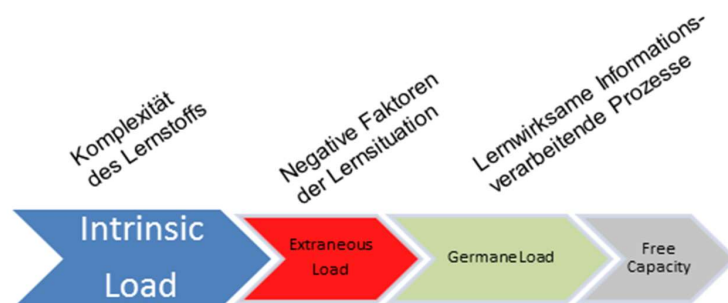 Komplexität
des Lernstoffs
Negative Faktoren
der Lernsituation
Lernwirksame Informations-
verarbeitende Prozesse
Intrinsic
Load
Extraneous
Load
GermaneLoad
Free
Capacity